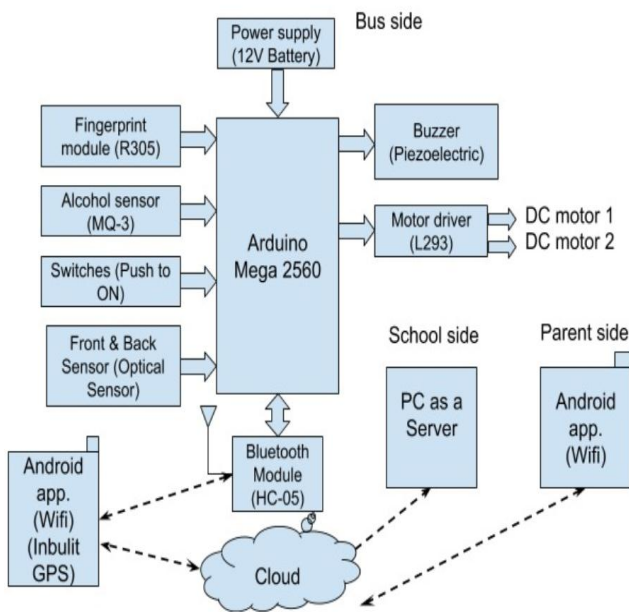 Power supply
(12V Battery)
Bus side
Fingerprint
module (R305)
Buzzer
(Piezoelectric)
Alcohol sensor
(MQ-3)
Arduino
Mega 2560
Motor driver
(L293)
DC motor 1
DC motor 2
Switches (Push to
ON)
Front & Back
Sensor (Optical
Sensor)
School side
Parent side
PC as a
Server
Android
app.
(Wifi)
Bluetooth
Module
(HC-05)
Android
app.
(Wifi)
(Inbulit
GPS)
Cloud